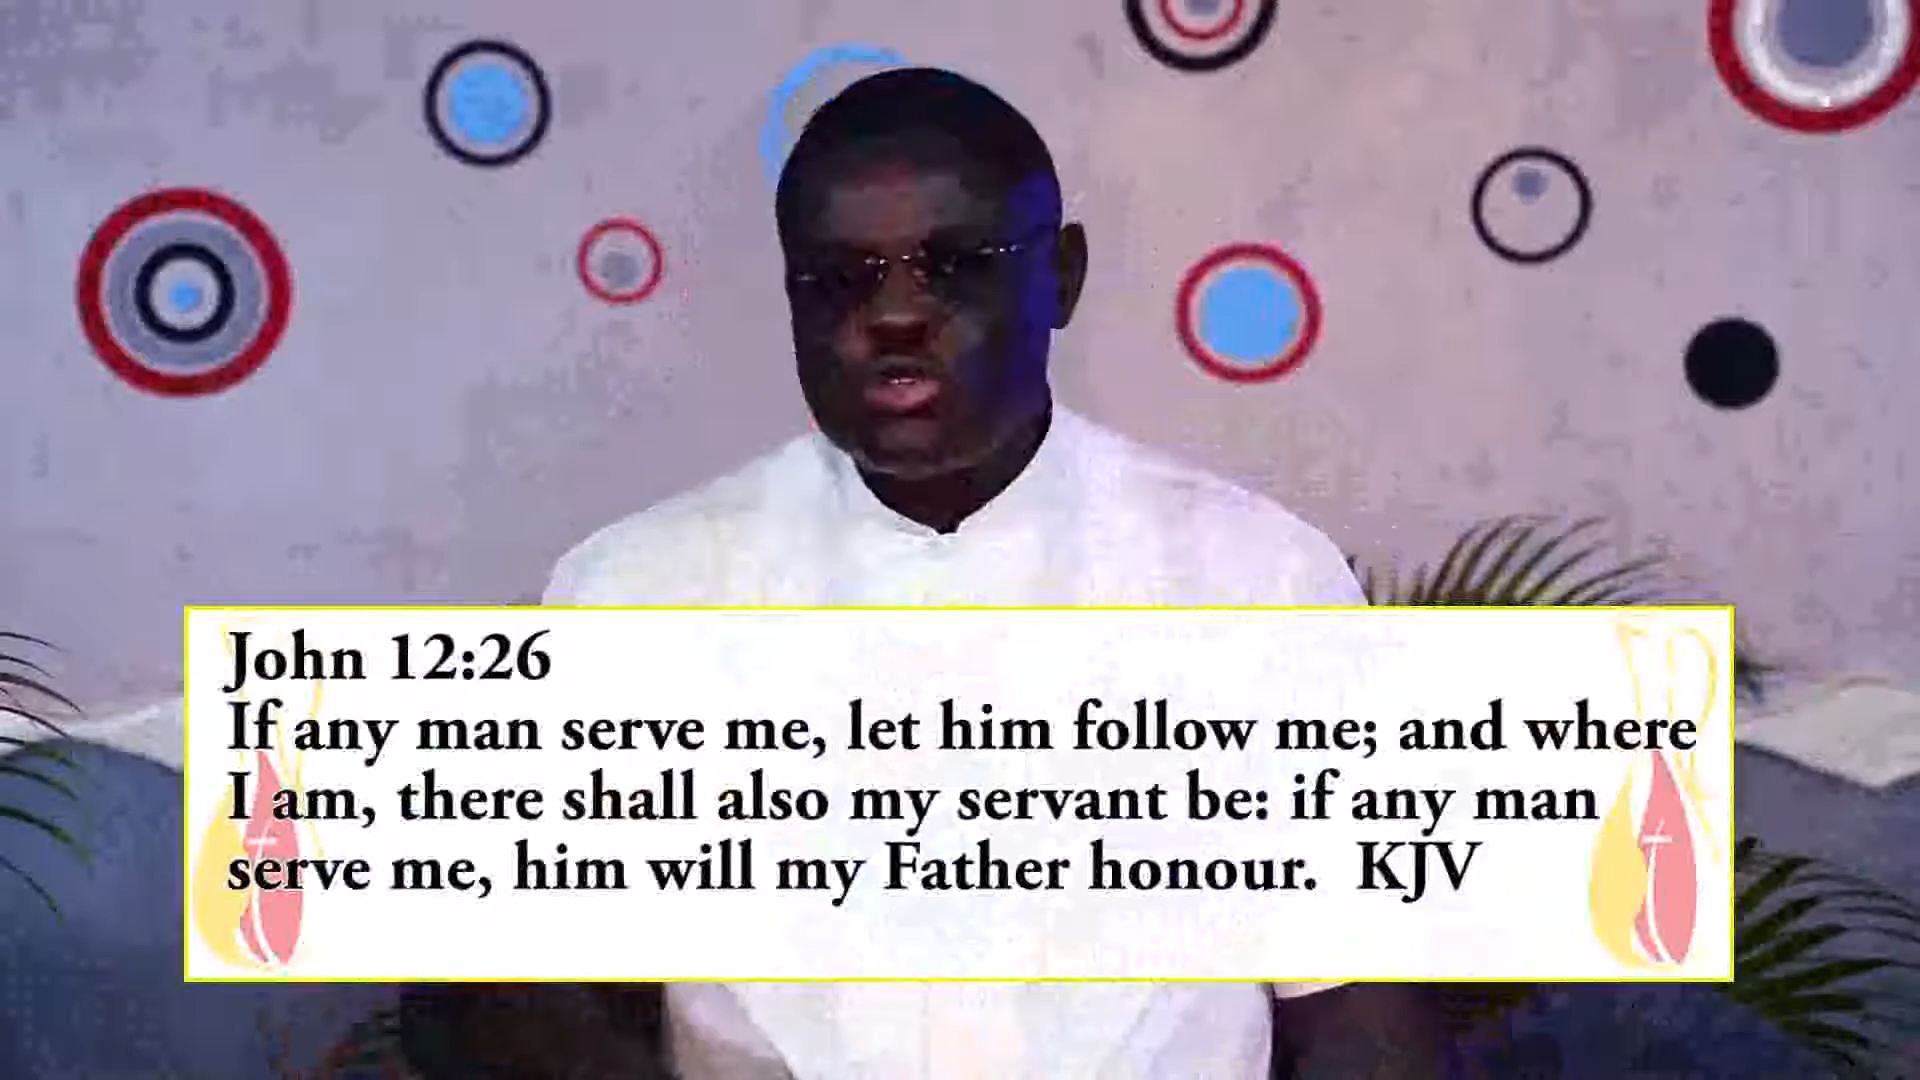 John 12:26
If any man serve me, let him follow me; and where
I am, there shall also my servant be: if any man
serve me, him will my Father honour. KJV